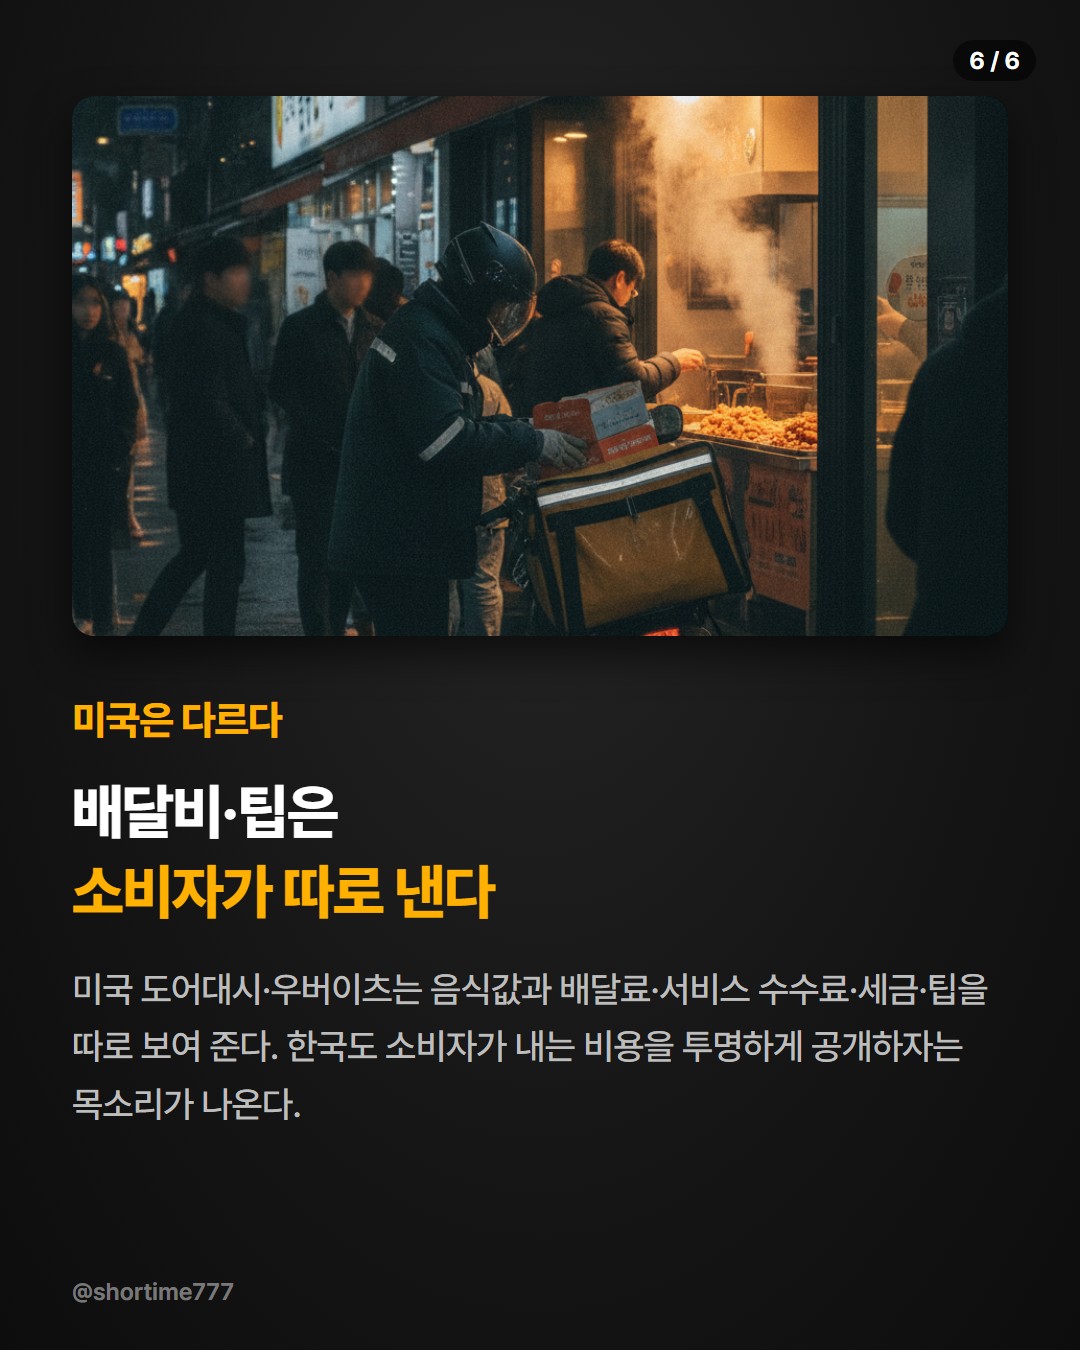 6 / 6
미국은 다르다
배달비·팁은
소비자가 따로 낸다
미국 도어대시·우버이츠는 음식값과 배달료·서비스 수수료·세금·팁을
따로 보여 준다. 한국도 소비자가 내는 비용을 투명하게 공개하자는
목소리가 나온다.
@shortime777